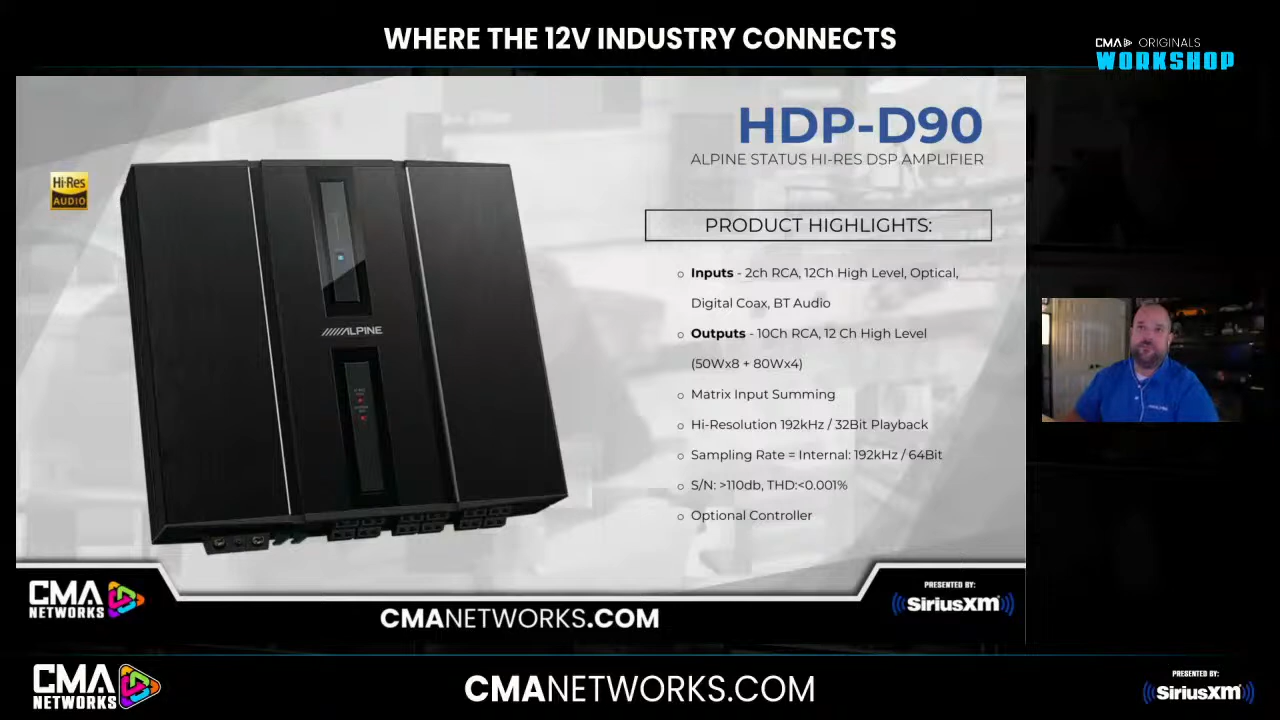 WHERE THE 12V INDUSTRY CONNECTS
CMA ORIGINALS
WORKSHOP
HDP-D90
ALPINE STATUS HI-RES DSP AMPLIFIER
Hi-Res
AUDIO
PRODUCT HIGHLIGHTS:
Inputs - 2ch RCA, 12Ch High Level, Optical,
Digital Coax, BT Audio
Outputs - 10Ch RCA, 12 Ch High Level
(50Wx8 + 80Wx4)
Matrix Input Summing
Hi-Resolution 192kHz / 32Bit Playback
Sampling Rate = Internal: 192kHz / 64Bit
S/N: >110db, THD:<0.001%
Optional Controller
ALPINE
CMA
NETWORKS
CMANETWORKS.COM
PRESENTED BY:
SiriusXM
CMA
NETWORKS
CMANETWORKS.COM
PRESENTED BY:
SiriusXM